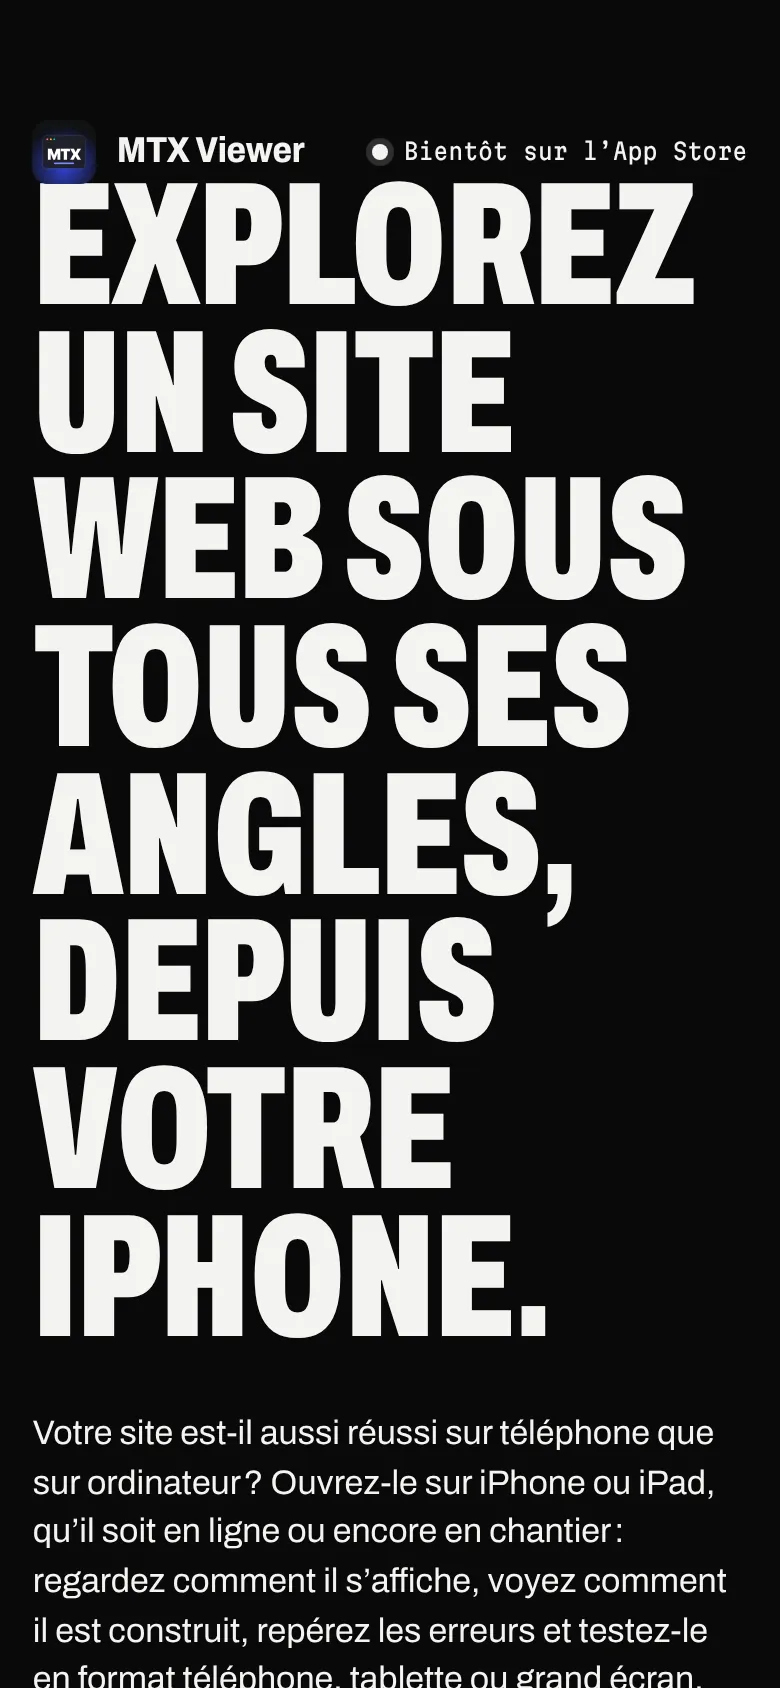 MTX
MTX Viewer
Bientôt sur l’App Store
EXPLOREZ
UN SITE
WEB SOUS
TOUS SES
ANGLES,
DEPUIS
VOTRE
IPHONE.
Votre site est-il aussi réussi sur téléphone que
sur ordinateur ? Ouvrez-le sur iPhone ou iPad,
qu’il soit en ligne ou encore en chantier :
regardez comment il s’affiche, voyez comment
il est construit, repérez les erreurs et testez-le
en format téléphone, tablette ou grand écran.